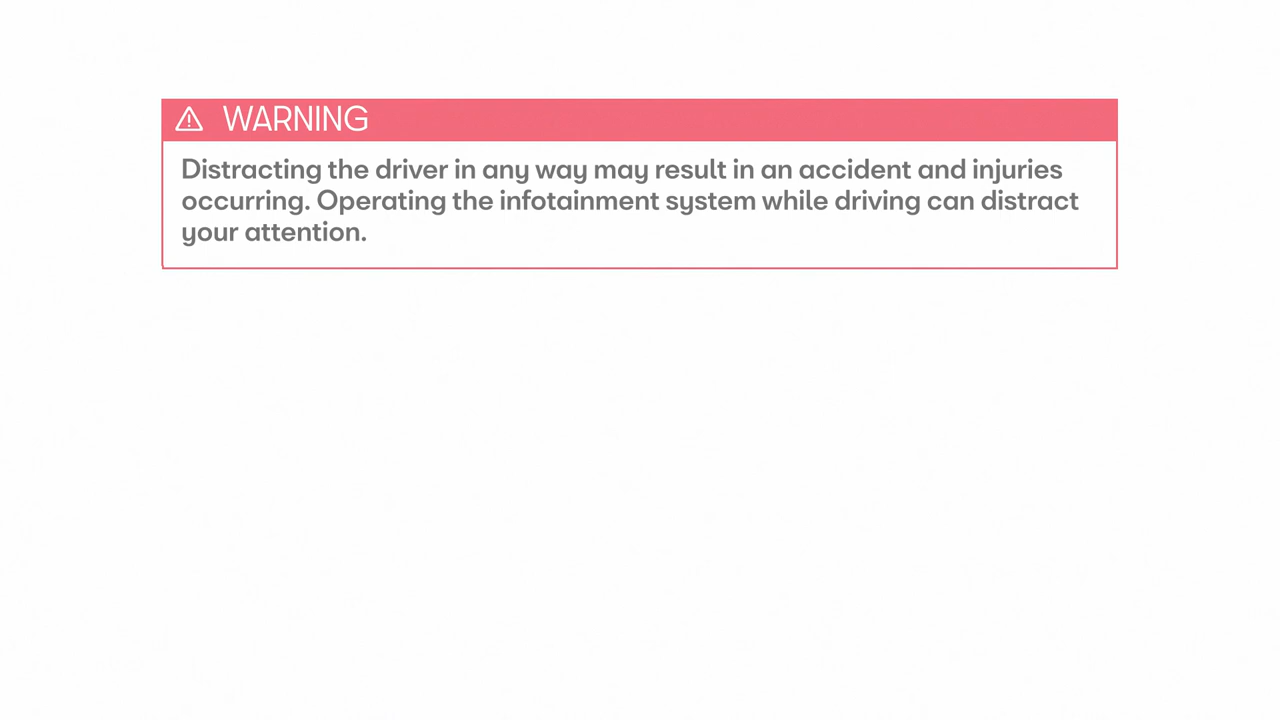 WARNING
Distracting the driver in any way may result in an accident and injuries
occurring. Operating the infotainment system while driving can distract
your attention.